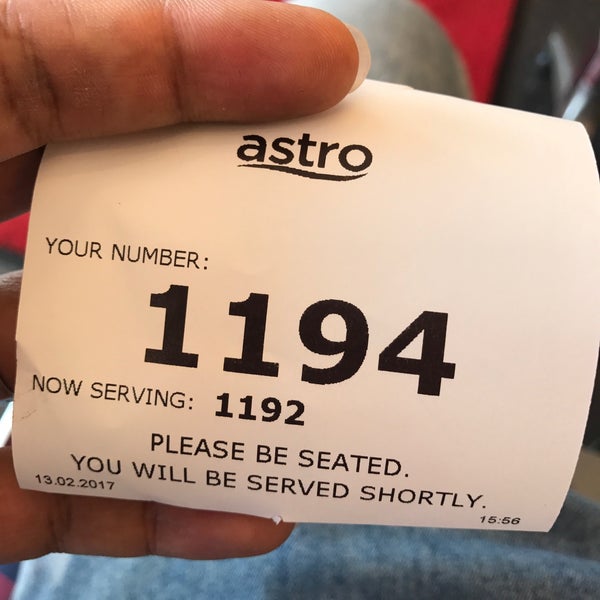 astro
YOUR NUMBER:
1194
NOW SERVING: 1192
PLEASE BE SEATED.
YOU WILL BE SERVED SHORTLY.
13.02.2017 15:56